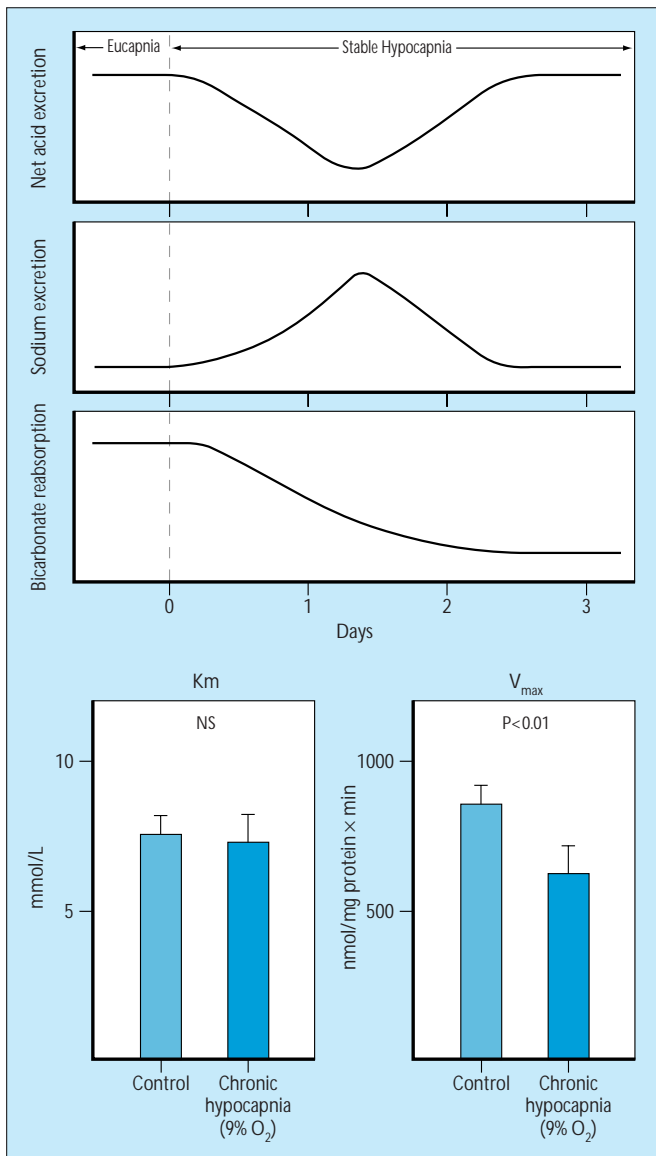 Eucapnia
Stable Hypocapnia
Net acid excretion
Sodium excretion
Bicarbonate reabsorption
0 1 2 3
Days
Km
NS
10
5
mmol/L
Control
Chronic
hypocapnia
(9% O₂)
Vmax
P<0.01
1000
500
nmol/mg protein × min
Control
Chronic
hypocapnia
(9% O₂)